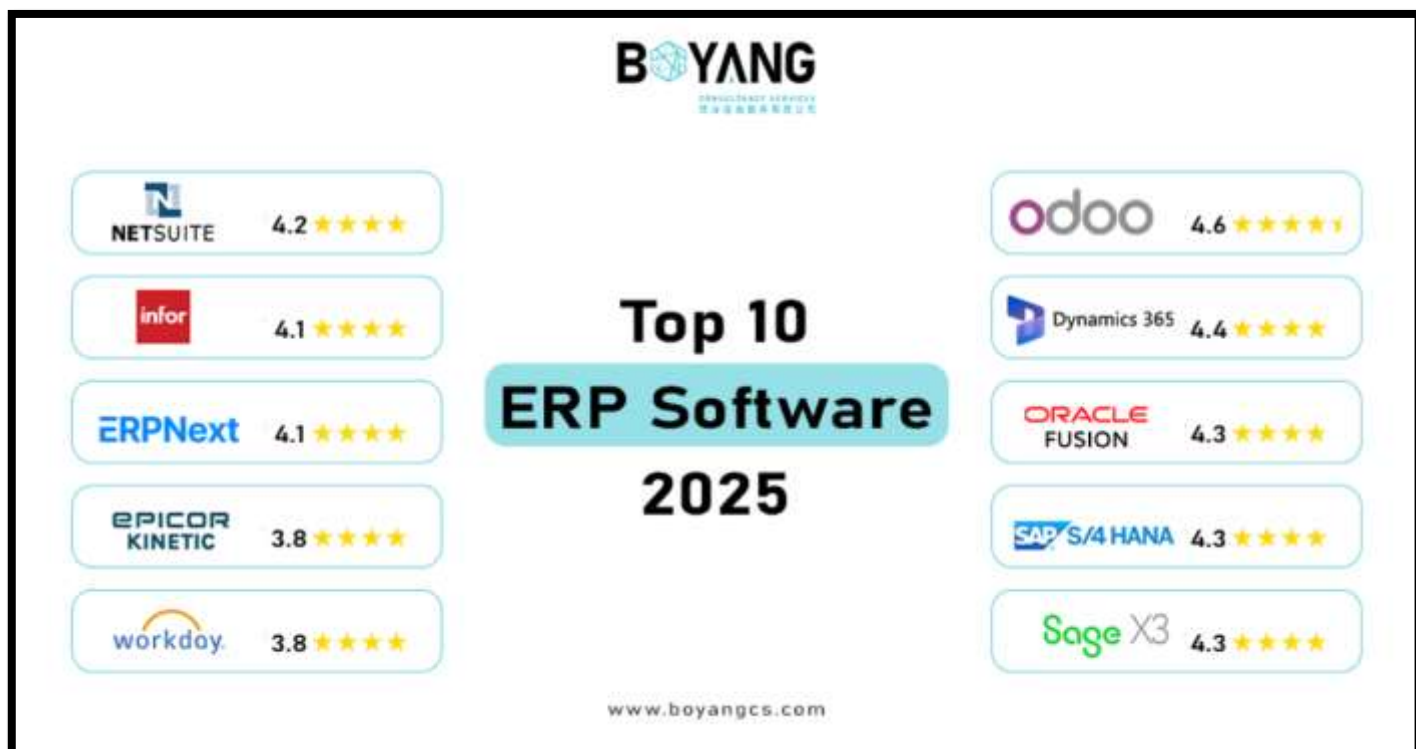 BOYANG
CONSULTANCY SERVICES
NETSUITE 4.2
infor 4.1
ERPNext 4.1
EPICOR
KINETIC 3.8
workday. 3.8
Top 10
ERP Software
2025
odoo 4.6
Dynamics 365 4.4
ORACLE
FUSION 4.3
SAP S/4 HANA 4.3
Sage X3 4.3
www.boyangcs.com